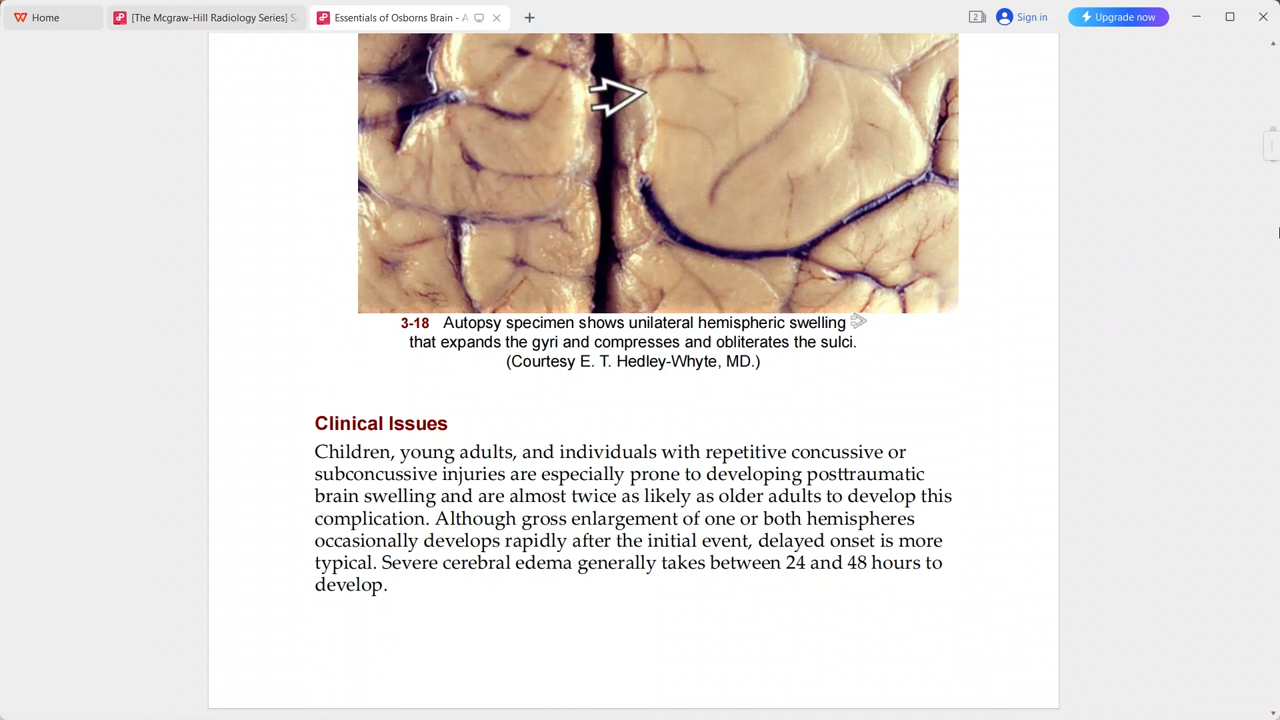 Home
[The Mcgraw-Hill Radiology Series] S
Essentials of Osborns Brain - A
2
Sign in
Upgrade now
3-18 Autopsy specimen shows unilateral hemispheric swelling
that expands the gyri and compresses and obliterates the sulci.
(Courtesy E. T. Hedley-Whyte, MD.)
Clinical Issues
Children, young adults, and individuals with repetitive concussive or
subconcussive injuries are especially prone to developing posttraumatic
brain swelling and are almost twice as likely as older adults to develop this
complication. Although gross enlargement of one or both hemispheres
occasionally develops rapidly after the initial event, delayed onset is more
typical. Severe cerebral edema generally takes between 24 and 48 hours to
develop.